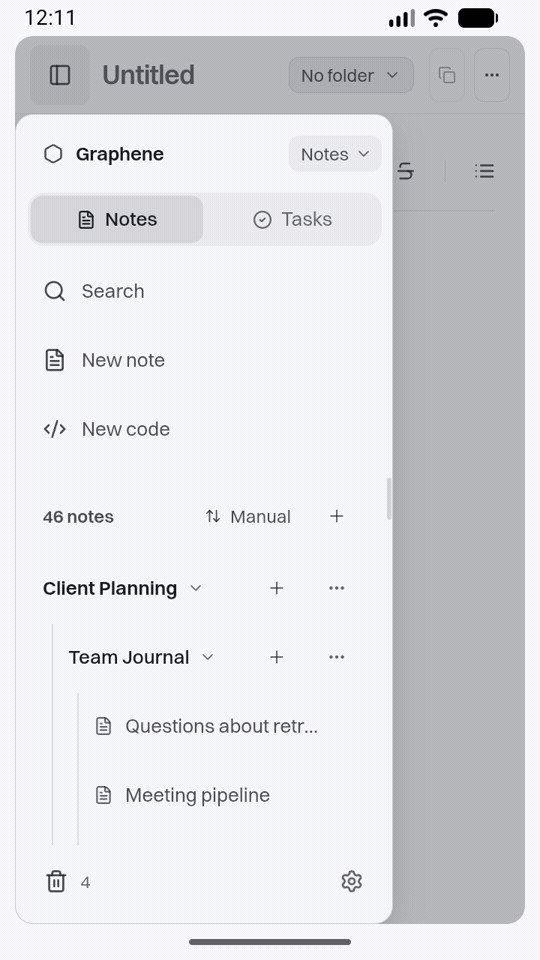 12:11
Untitled
No folder
Graphene
Notes
Notes
Tasks
Search
New note
New code
46 notes
Manual
Client Planning
Team Journal
Questions about retr...
Meeting pipeline
4